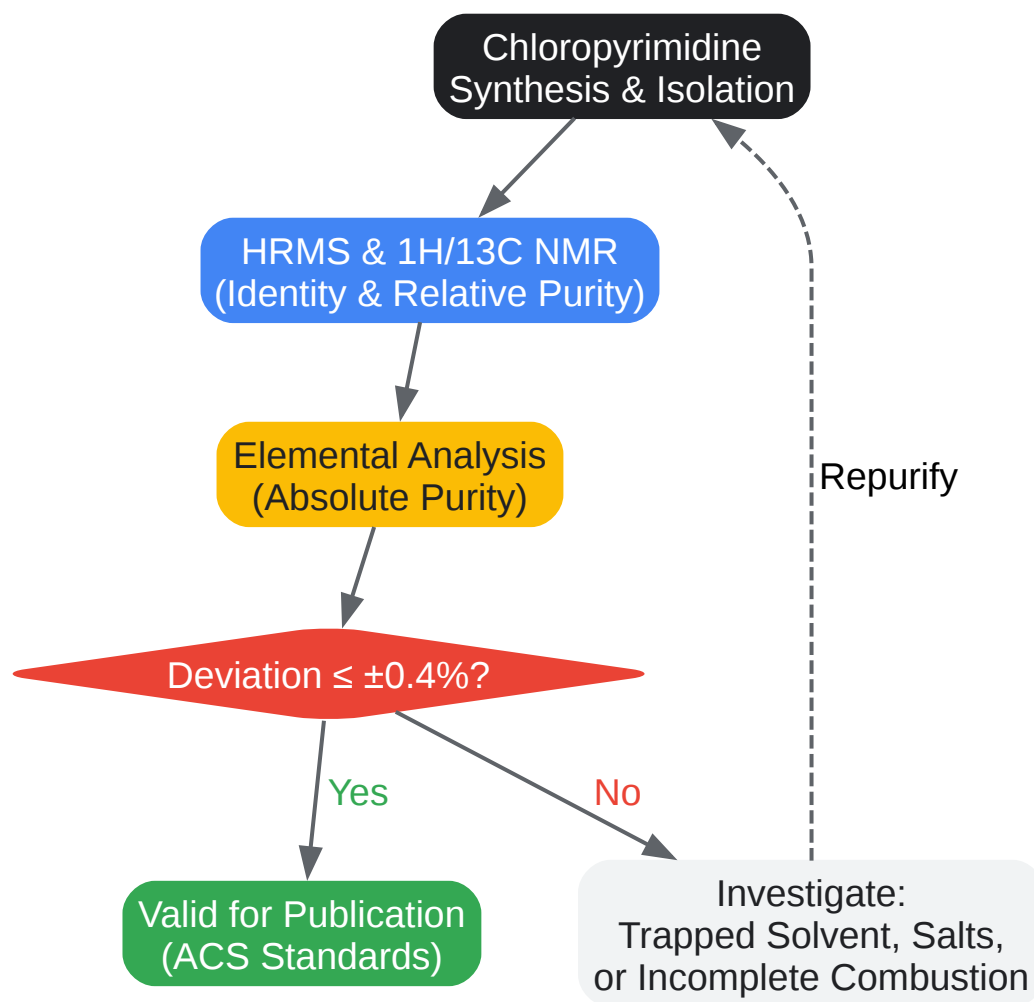 Chloropyrimidine
Synthesis & Isolation
HRMS & 1H/13C NMR
(Identity & Relative Purity)
Elemental Analysis
(Absolute Purity)
Repurify
Deviation ≤ ±0.4%?
Yes
No
Valid for Publication
(ACS Standards)
Investigate:
Trapped Solvent, Salts,
or Incomplete Combustion